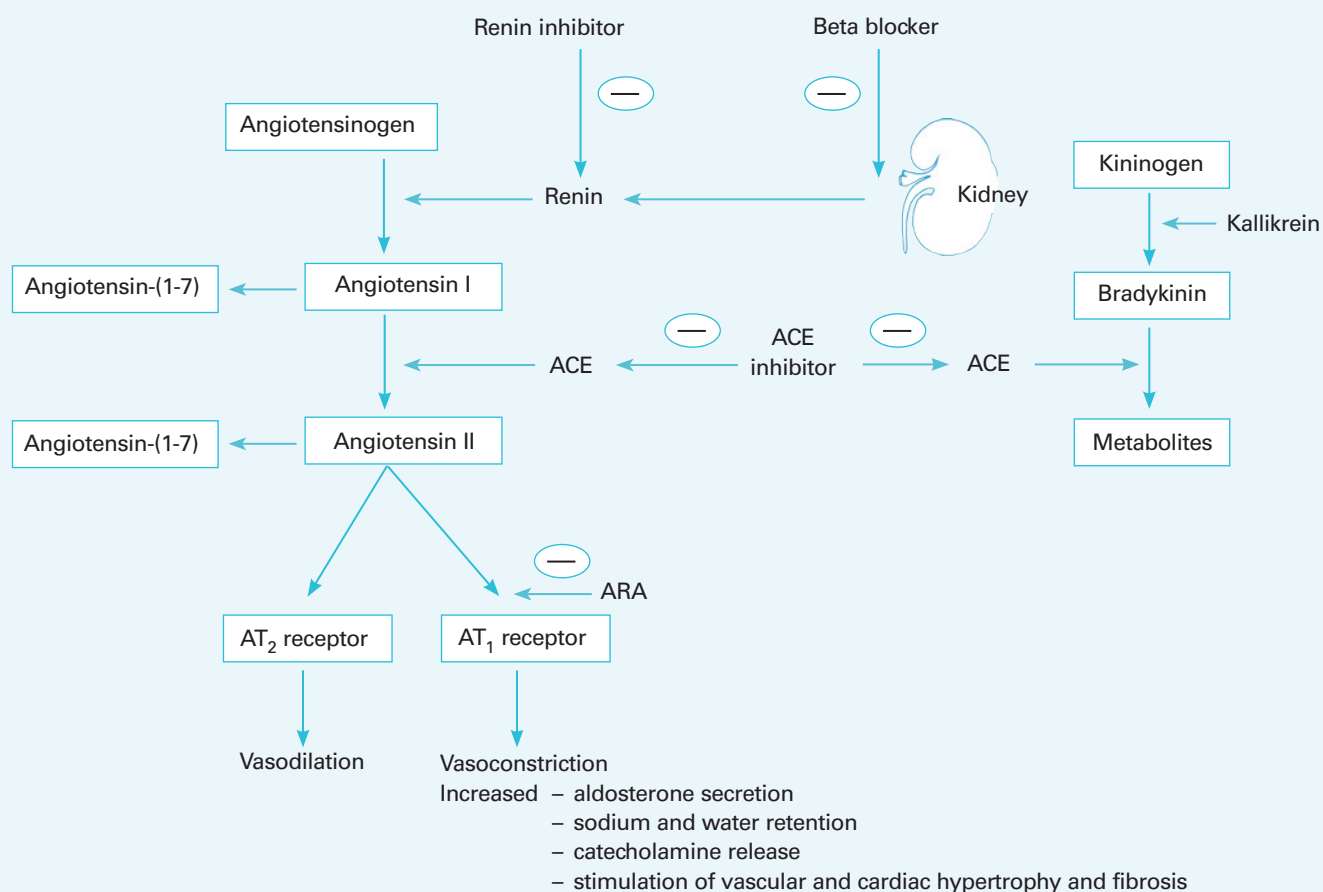 Renin inhibitor
Beta blocker
—
—
Angiotensinogen
Kininogen
Renin
Kidney
Kallikrein
Angiotensin-(1-7)
Angiotensin I
Bradykinin
—
—
ACE
ACE
inhibitor
ACE
Angiotensin-(1-7)
Angiotensin II
Metabolites
—
ARA
AT₂ receptor
AT₁ receptor
Vasodilation
Vasoconstriction
Increased – aldosterone secretion
– sodium and water retention
– catecholamine release
– stimulation of vascular and cardiac hypertrophy and fibrosis